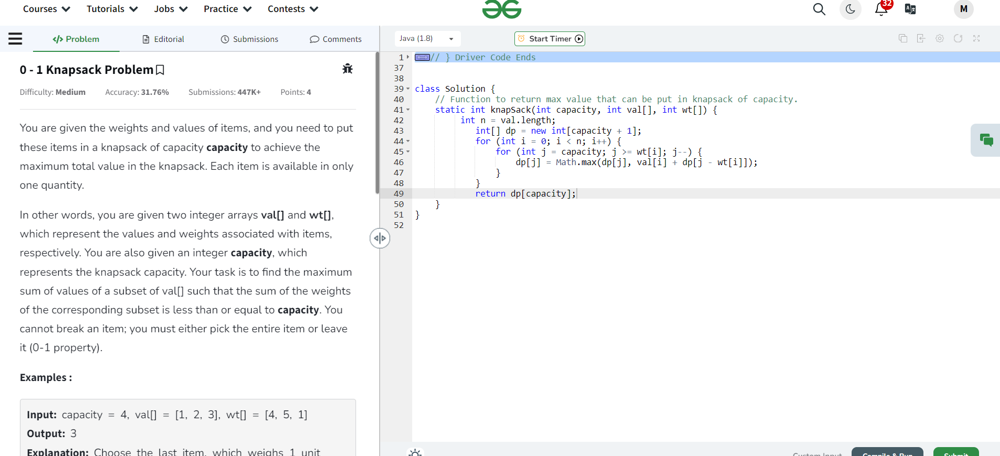 Courses Tutorials Jobs Practice Contests
32
M
</> Problem Editorial Submissions Comments
Java (1.8) Start Timer
0 - 1 Knapsack Problem
Difficulty: Medium Accuracy: 31.76% Submissions: 447K+ Points: 4
You are given the weights and values of items, and you need to put
these items in a knapsack of capacity capacity to achieve the
maximum total value in the knapsack. Each item is available in only
one quantity.
In other words, you are given two integer arrays val[] and wt[],
which represent the values and weights associated with items,
respectively. You are also given an integer capacity, which
represents the knapsack capacity. Your task is to find the maximum
sum of values of a subset of val[] such that the sum of the weights
of the corresponding subset is less than or equal to capacity. You
cannot break an item; you must either pick the entire item or leave
it (0-1 property).
Examples :
Input: capacity = 4, val[] = [1, 2, 3], wt[] = [4, 5, 1]
Output: 3
Explanation: Choose the last item, which weighs 1 unit
1 // } Driver Code Ends
37
38
39 class Solution {
40 // Function to return max value that can be put in knapsack of capacity.
41 static int knapSack(int capacity, int val[], int wt[]) {
42 int n = val.length;
43 int[] dp = new int[capacity + 1];
44 for (int i = 0; i < n; i++) {
45 for (int j = capacity; j >= wt[i]; j--) {
46 dp[j] = Math.max(dp[j], val[i] + dp[j - wt[i]]);
47 }
48 }
49 return dp[capacity];
50 }
51 }
52
Custom Input Compile & Run Submit